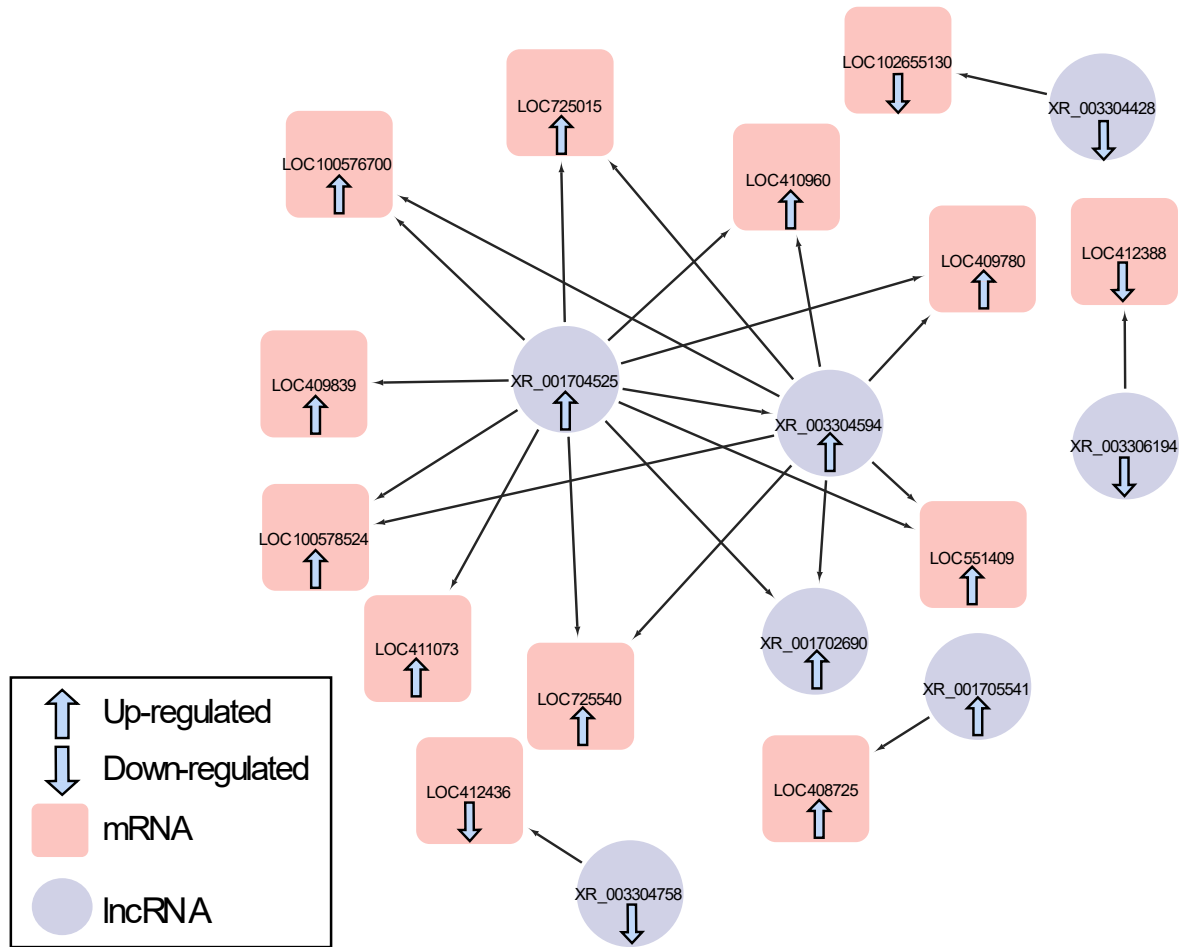 LOC102655130
XR_003304428
LOC725015
LOC100576700
LOC410960
LOC409780
LOC412388
LOC409839
XR_001704525
XR_003304594
XR_003306194
LOC100578524
LOC551409
LOC411073
XR_001702690
LOC725540
XR_001705541
LOC412436
LOC408725
XR_003304758
Up-regulated
Down-regulated
mRNA
lncRNA